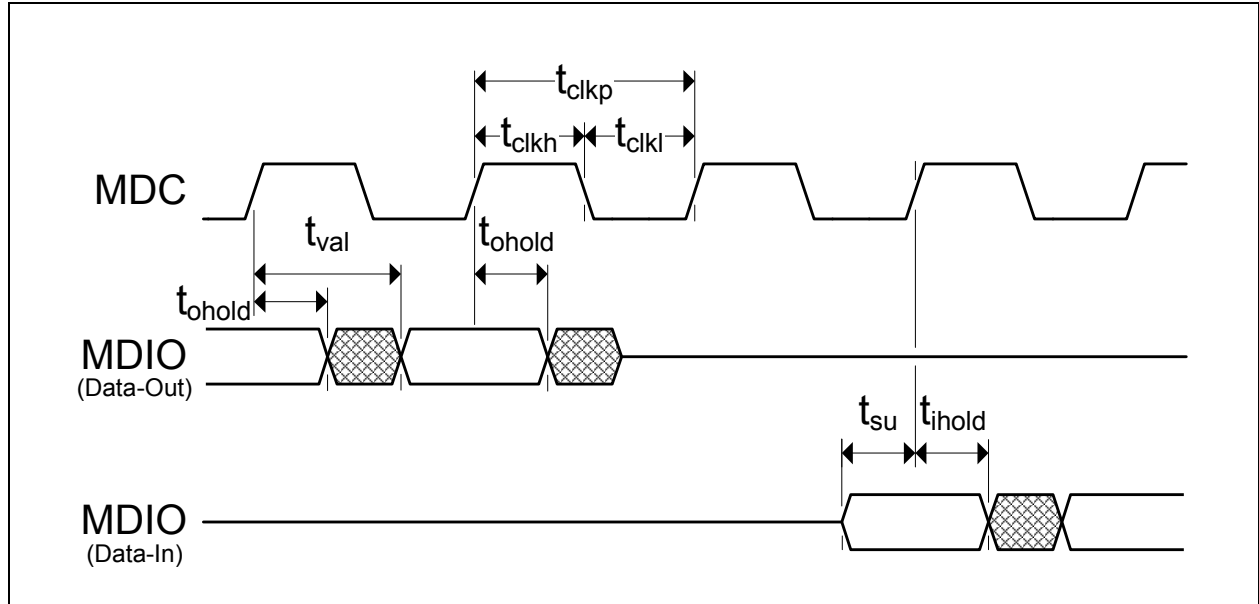 tclkp
tclkh tclkl
MDC
tval tohold
tohold
MDIO
(Data-Out)
tsu tihold
MDIO
(Data-In)